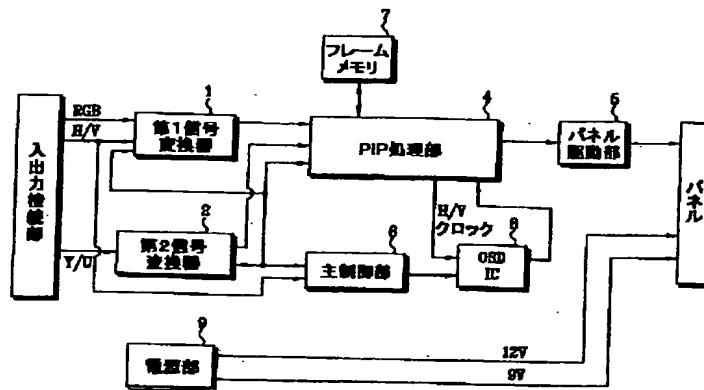 7
フレーム
メモリ
入出力接続部
RGB
H/V
1
第1信号
変換器
4
PIP処理部
5
パネル
駆動部
パネル
2
第2信号
変換器
Y/U
6
主制御部
H/V
クロック
8
OSD
IC
9
電源部
12V
9V